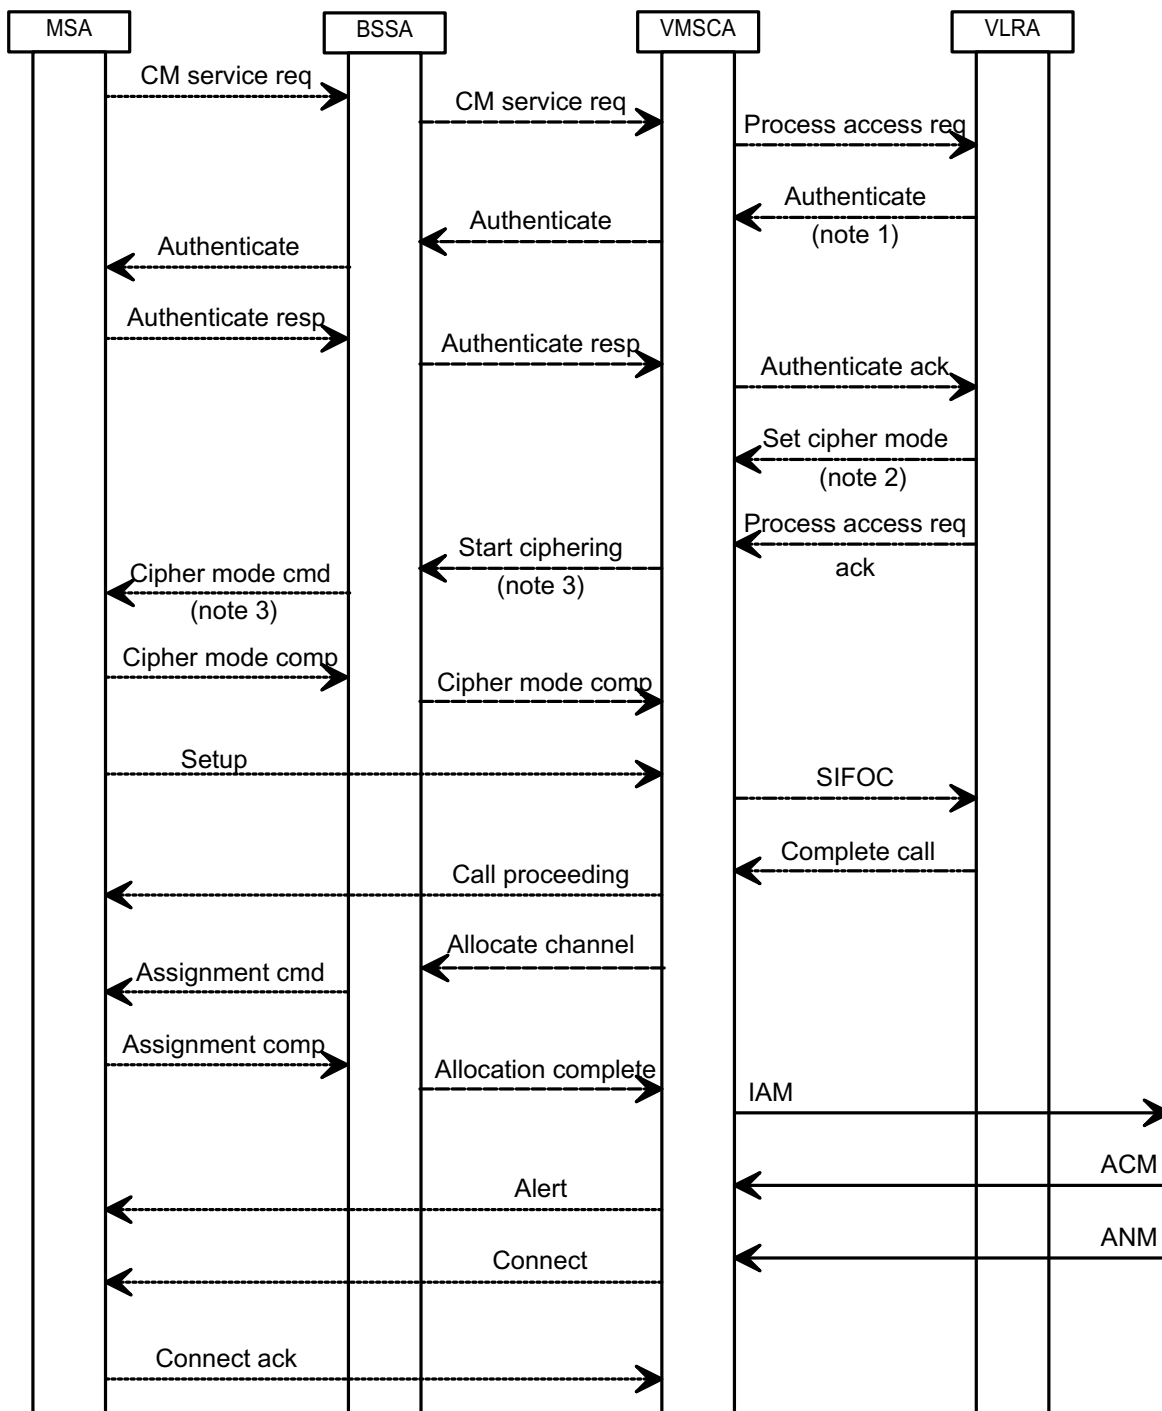 MSA
BSSA
VMSCA
VLRA
CM service req
CM service req
Process access req
Authenticate
(note 1)
Authenticate
Authenticate
Authenticate resp
Authenticate resp
Authenticate ack
Set cipher mode
(note 2)
Process access req
ack
Start ciphering
(note 3)
Cipher mode cmd
(note 3)
Cipher mode comp
Cipher mode comp
Setup
SIFOC
Complete call
Call proceeding
Allocate channel
Assignment cmd
Assignment comp
Allocation complete
IAM
ACM
Alert
ANM
Connect
Connect ack